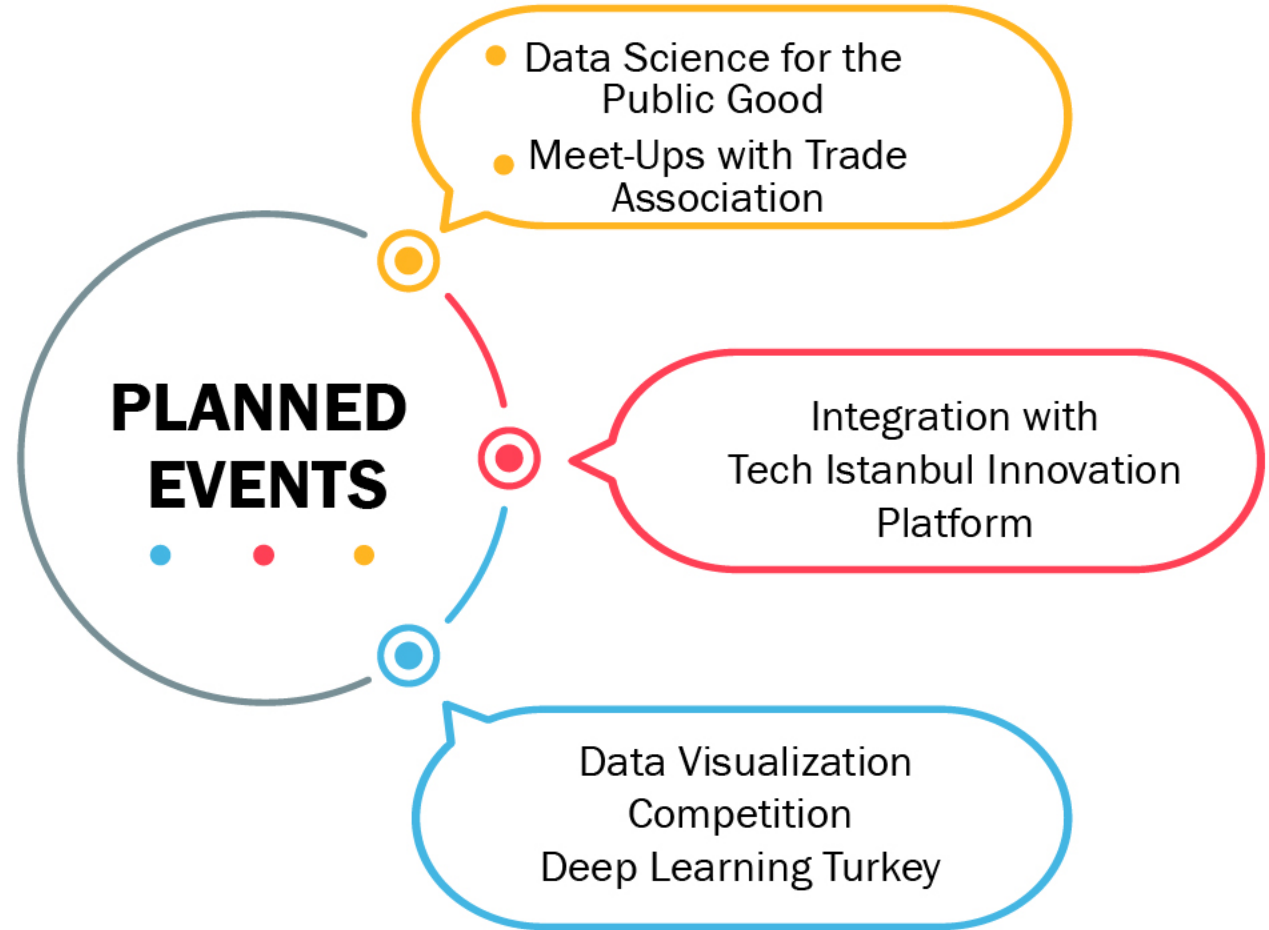 Data Science for the
Public Good
Meet-Ups with Trade
Association
PLANNED
EVENTS
Integration with
Tech Istanbul Innovation
Platform
Data Visualization
Competition
Deep Learning Turkey